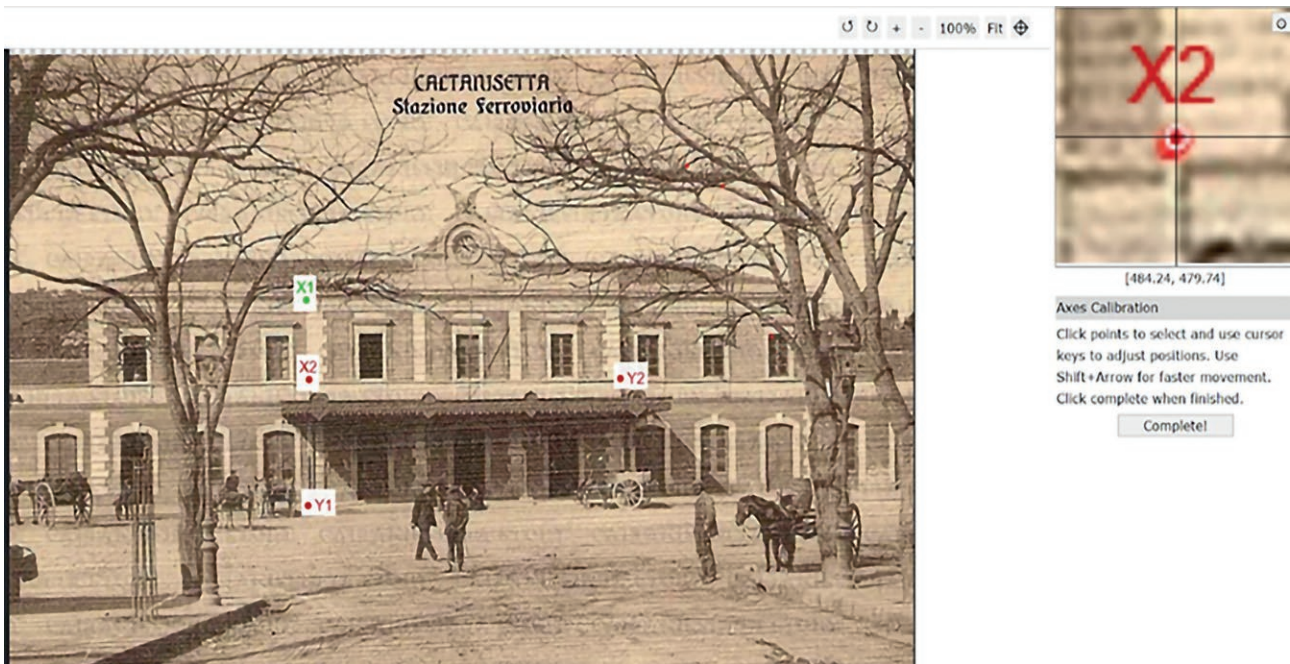 ↺ ↻ + - 100% Fit
CALTANISETTA
Stazione Ferroviaria
X1
X2
Y2
Y1
X2
[484.24, 479.74]
Axes Calibration
Click points to select and use cursor
keys to adjust positions. Use
Shift+Arrow for faster movement.
Click complete when finished.
Complete!